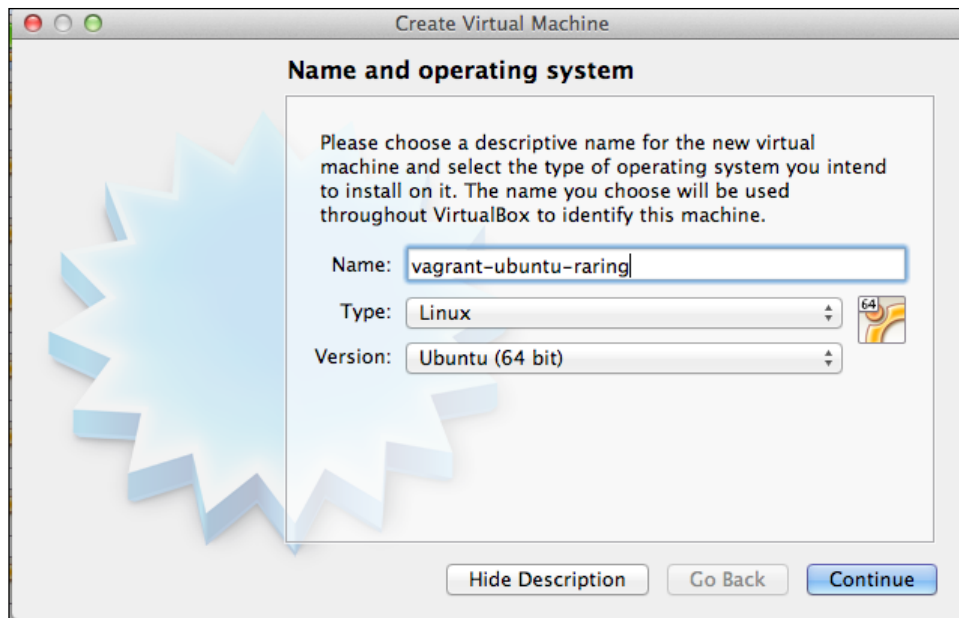 Create Virtual Machine
Name and operating system
Please choose a descriptive name for the new virtual
machine and select the type of operating system you intend
to install on it. The name you choose will be used
throughout VirtualBox to identify this machine.
Name: vagrant-ubuntu-raring
Type: Linux
64
Version: Ubuntu (64 bit)
Hide Description Go Back Continue